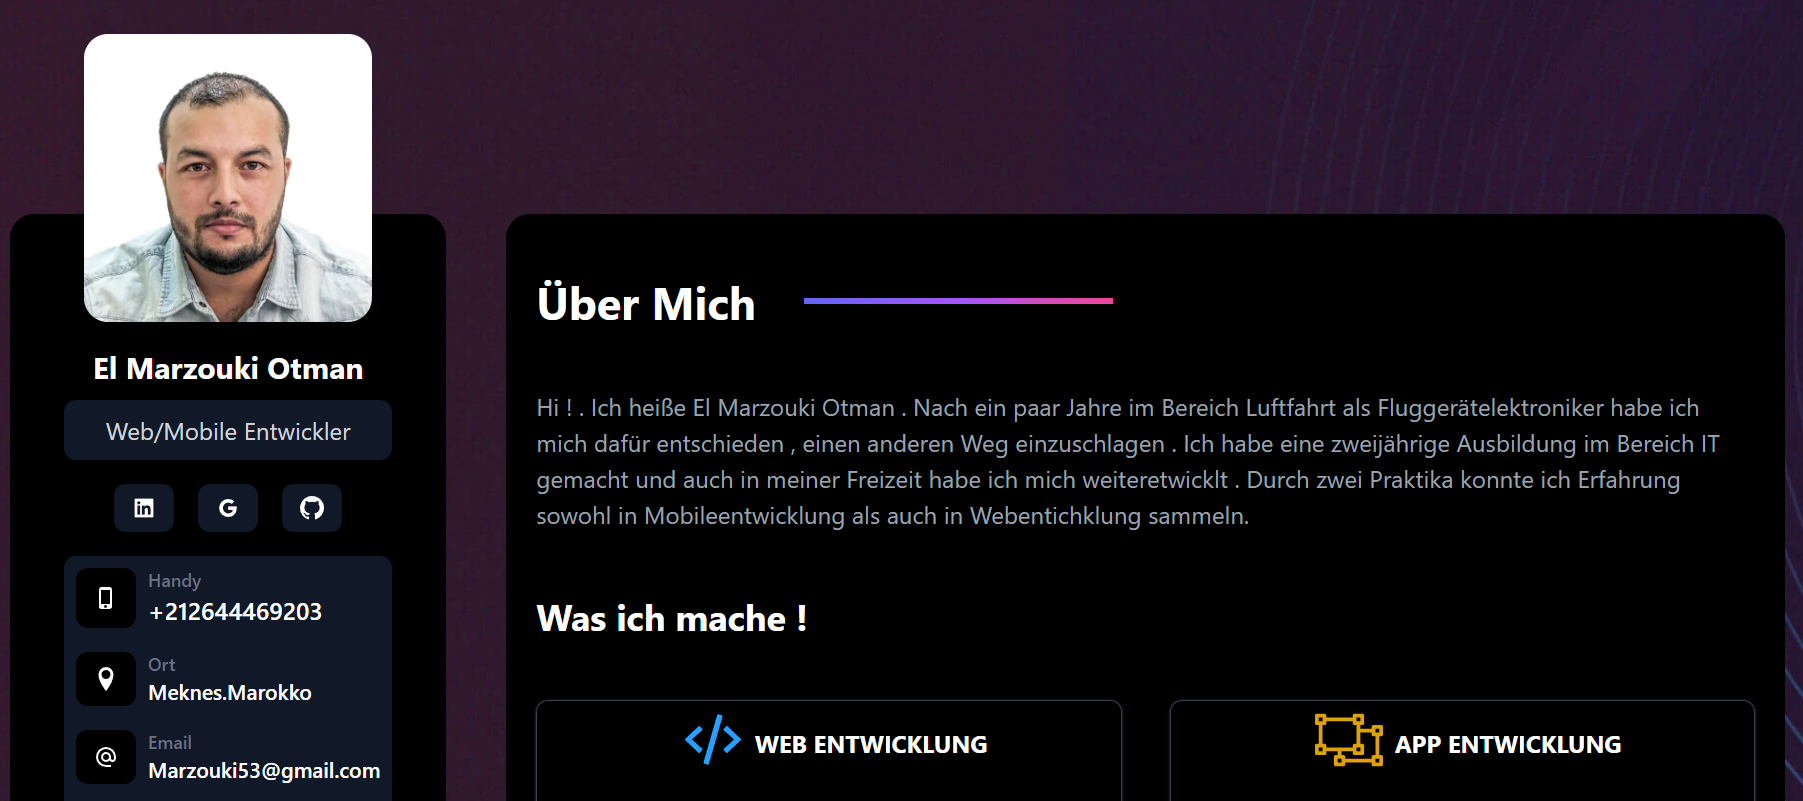 El Marzouki Otman
Web/Mobile Entwickler
Handy
+212644469203
Ort
Meknes.Marokko
Email
Marzouki53@gmail.com
Über Mich
Hi ! . Ich heiße El Marzouki Otman . Nach ein paar Jahre im Bereich Luftfahrt als Fluggerätelektroniker habe ich
mich dafür entschieden , einen anderen Weg einzuschlagen . Ich habe eine zweijährige Ausbildung im Bereich IT
gemacht und auch in meiner Freizeit habe ich mich weiteretwicklt . Durch zwei Praktika konnte ich Erfahrung
sowohl in Mobileentwicklung als auch in Webentichklung sammeln.
Was ich mache !
WEB ENTWICKLUNG
APP ENTWICKLUNG